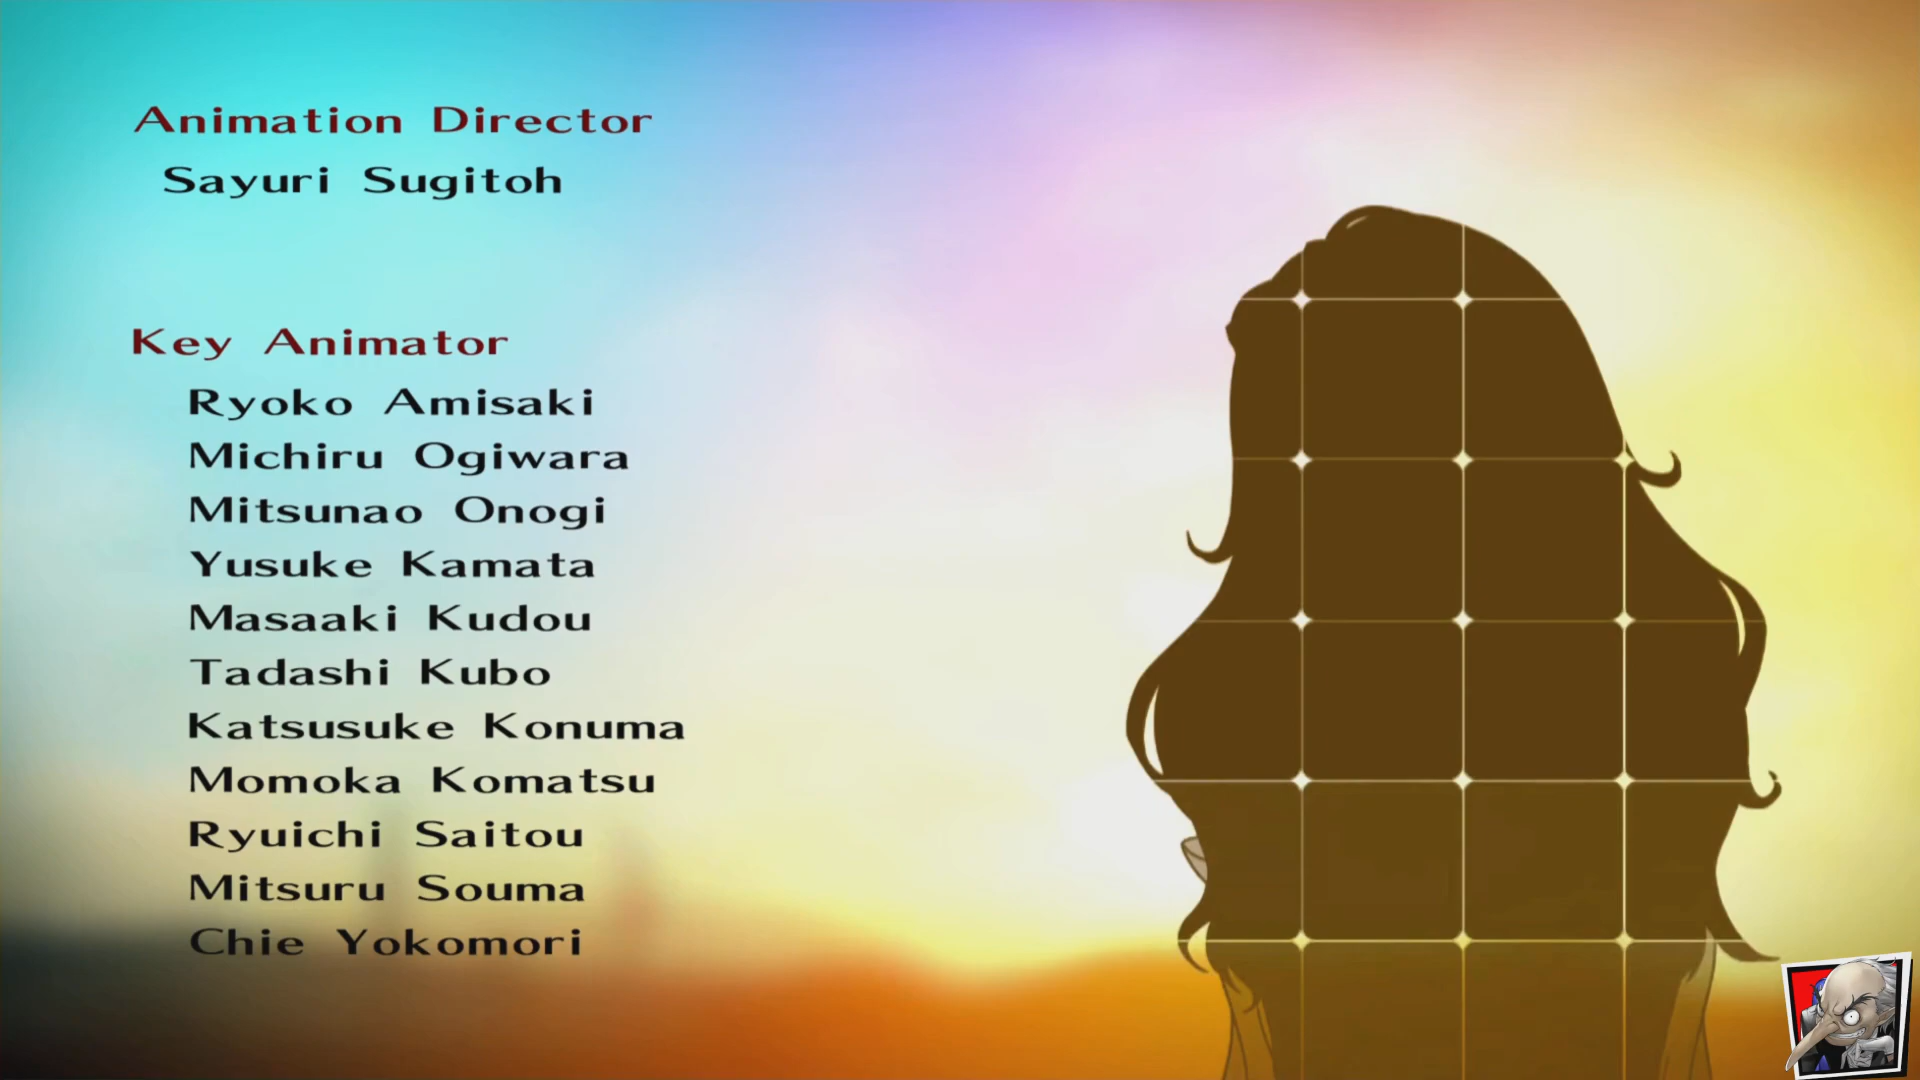 Animation Director
Sayuri Sugitoh
Key Animator
Ryoko Amisaki
Michiru Ogiwara
Mitsunao Onogi
Yusuke Kamata
Masaaki Kudou
Tadashi Kubo
Katsusuke Konuma
Momoka Komatsu
Ryuichi Saitou
Mitsuru Souma
Chie Yokomori